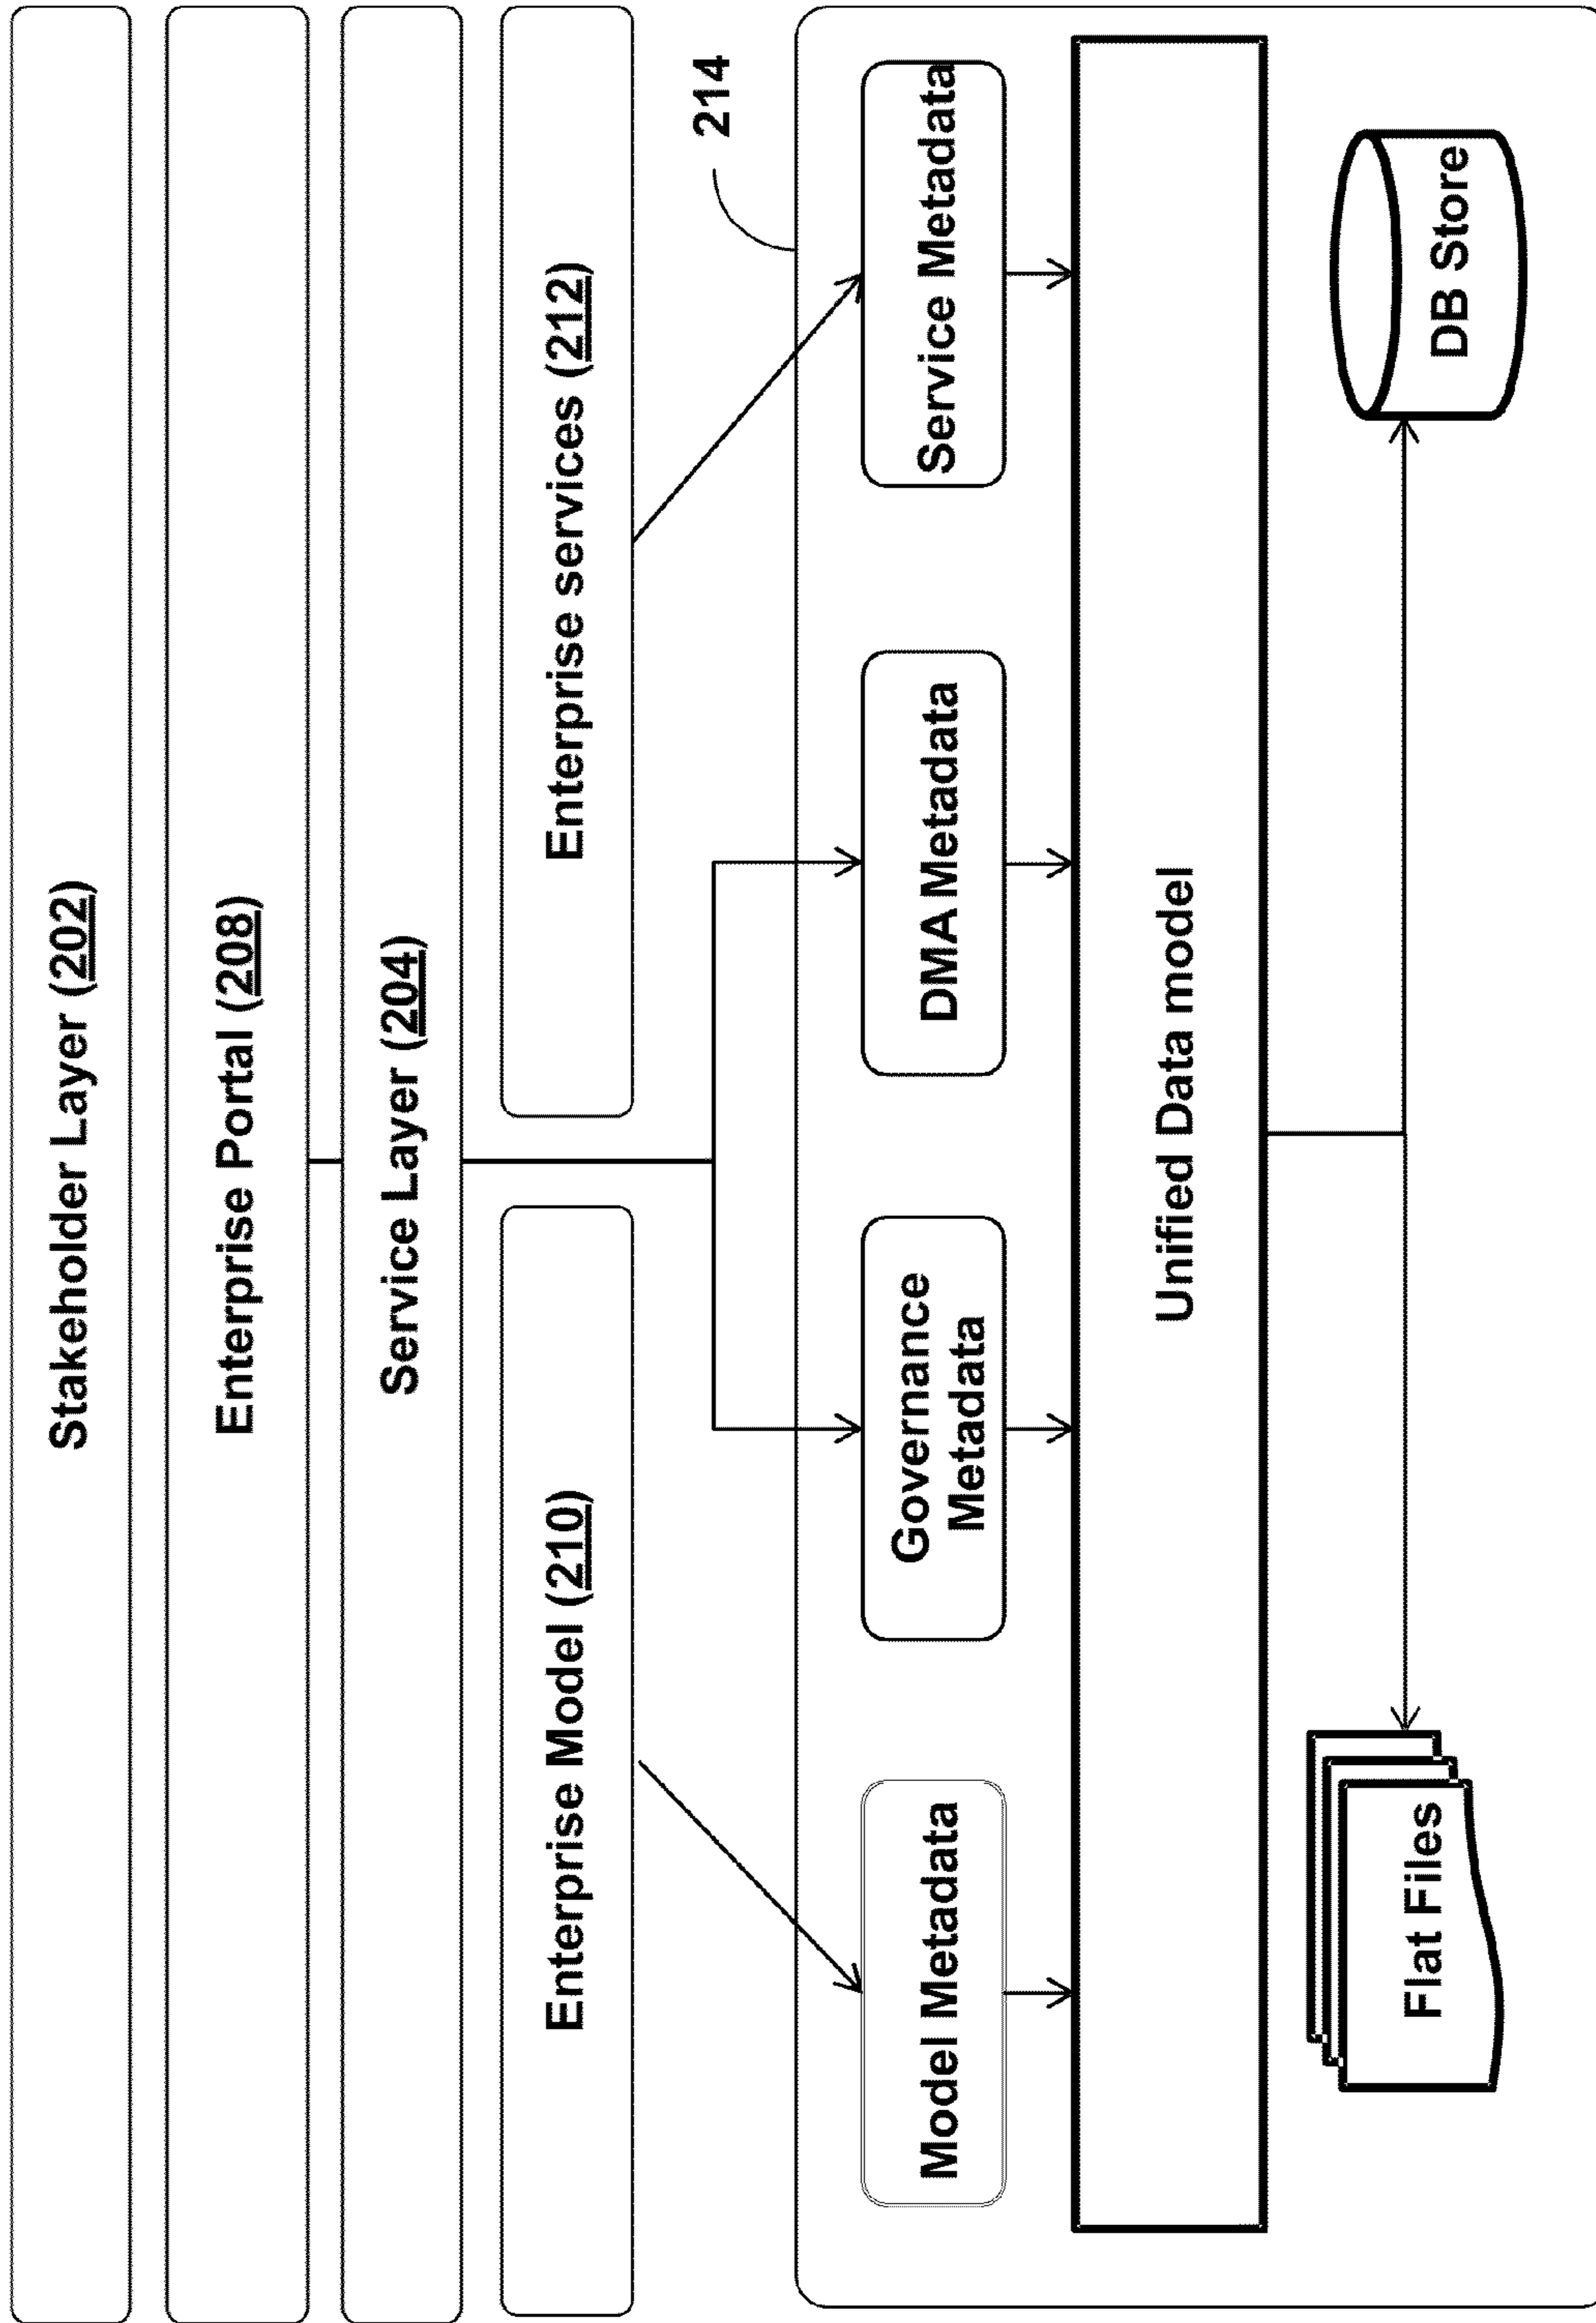 Stakeholder Layer (202)
Enterprise Portal (208)
Service Layer (204)
Enterprise Model (210)
Enterprise services (212)
214
Model Metadata
Governance
Metadata
DMA Metadata
Service Metadata
Unified Data model
Flat Files
DB Store